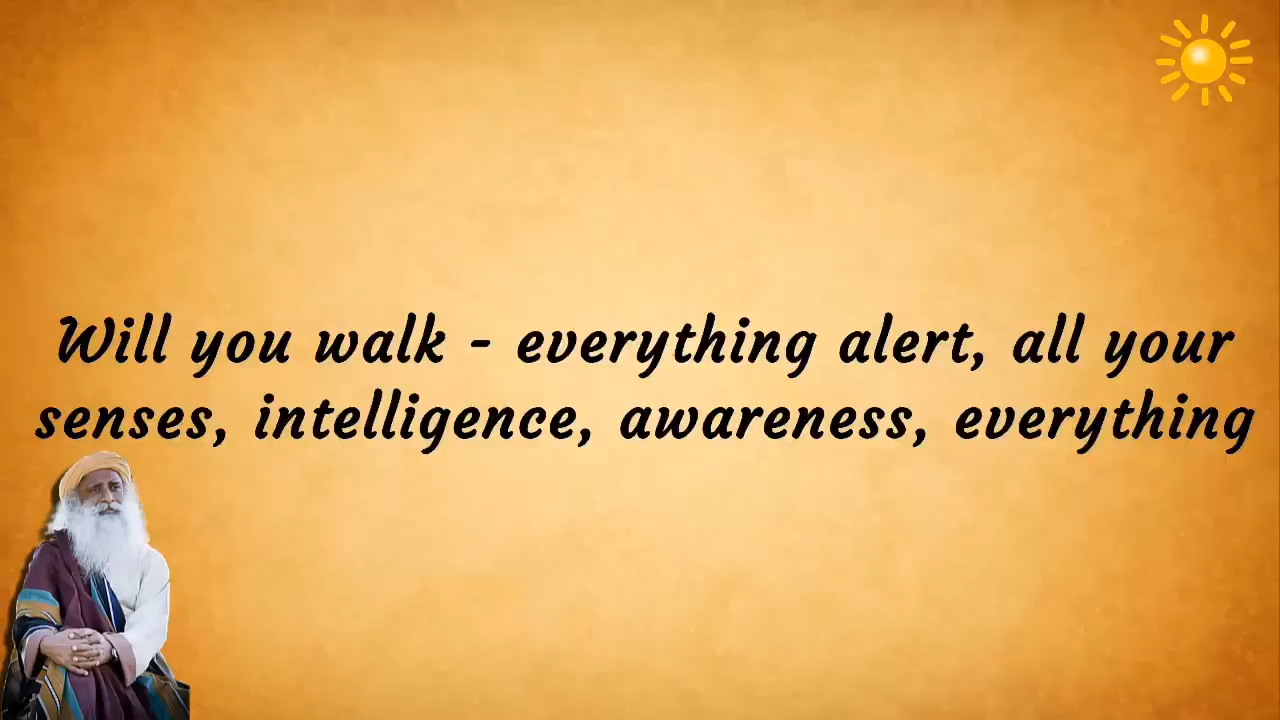 Will you walk - everything alert, all your
senses, intelligence, awareness, everything